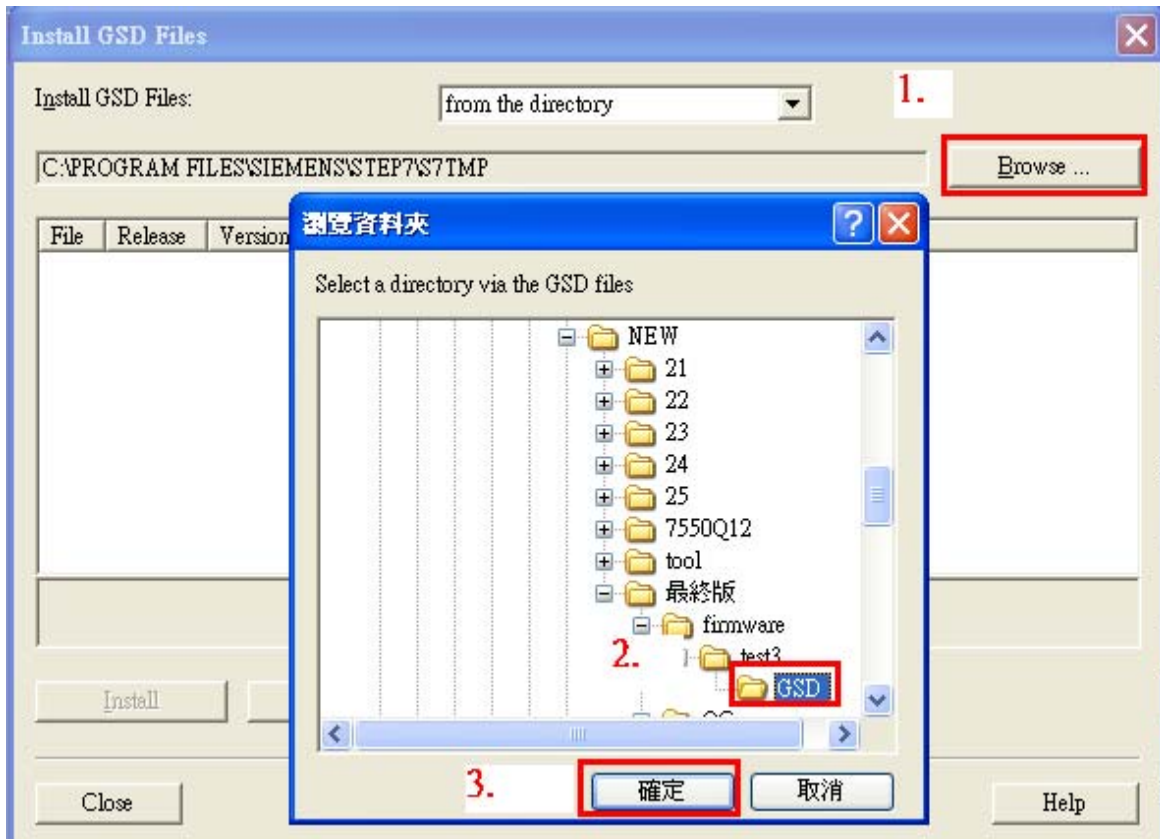 Install GSD Files
Install GSD Files:
from the directory
1.
C:\PROGRAM FILES\SIEMENS\STEP7\S7TMP
Browse ...
File Release Version
瀏覽資料夾
Select a directory via the GSD files
NEW
21
22
23
24
25
7550Q12
tool
最終版
firmware
2.
test3
GSD
Install
3.
確定
取消
Close
Help